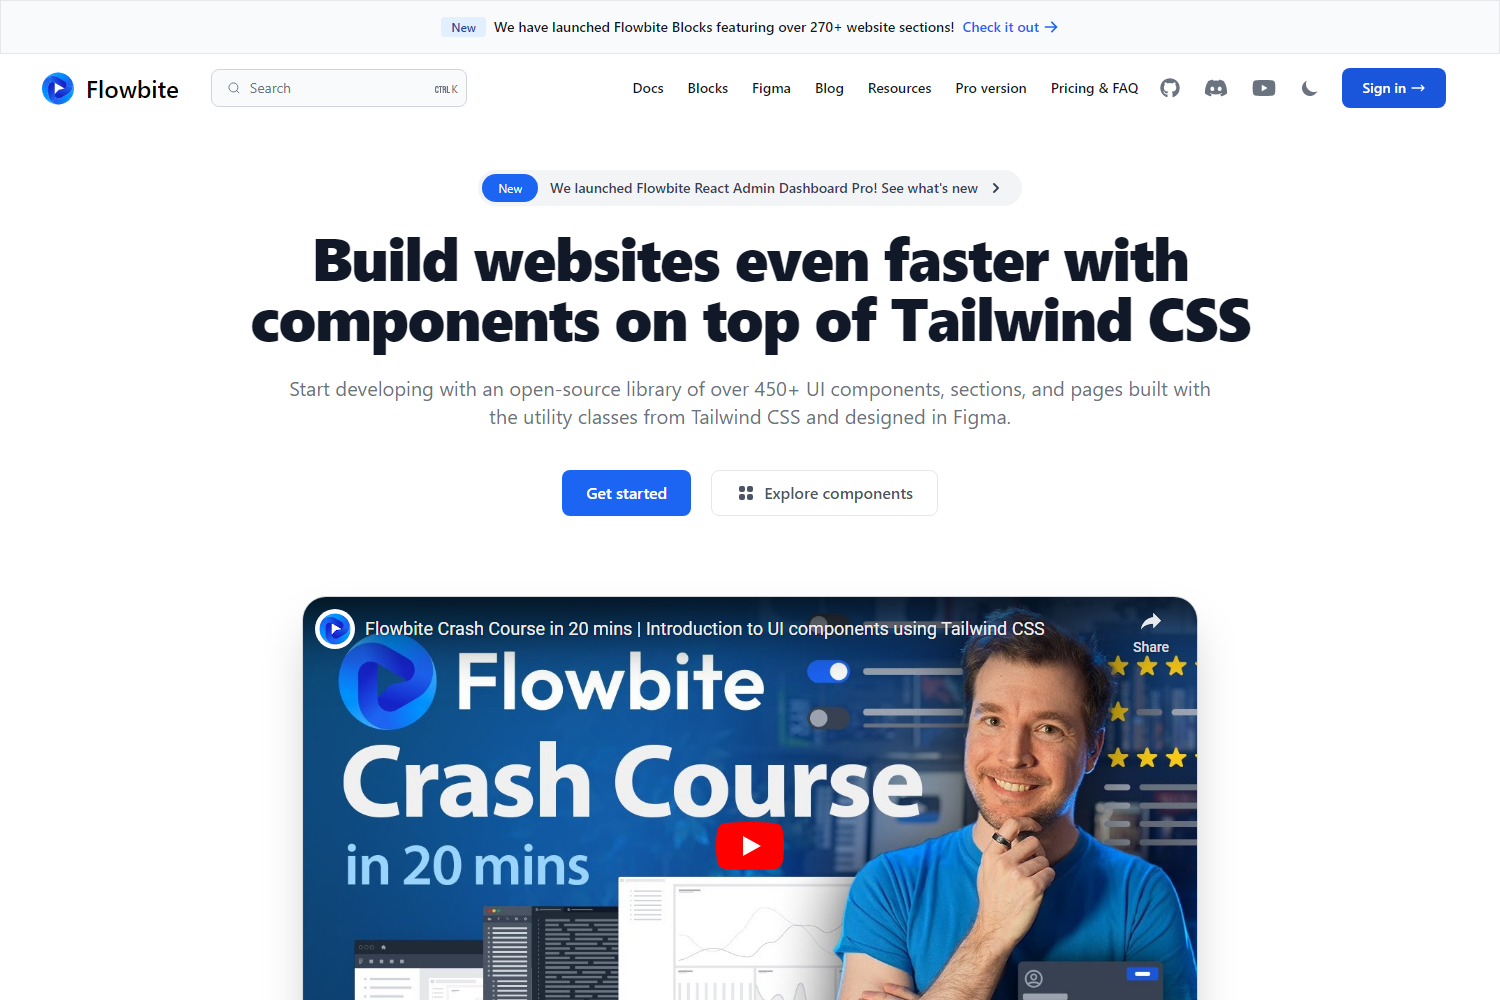 New We have launched Flowbite Blocks featuring over 270+ website sections! Check it out →
Flowbite
Search
CTRL K
Docs
Blocks
Figma
Blog
Resources
Pro version
Pricing & FAQ
Sign in →
New We launched Flowbite React Admin Dashboard Pro! See what's new
Build websites even faster with
components on top of Tailwind CSS
Start developing with an open-source library of over 450+ UI components, sections, and pages built with
the utility classes from Tailwind CSS and designed in Figma.
Get started
Explore components
Flowbite Crash Course in 20 mins | Introduction to UI components using Tailwind CSS
Share
Flowbite
Crash Course
in 20 mins